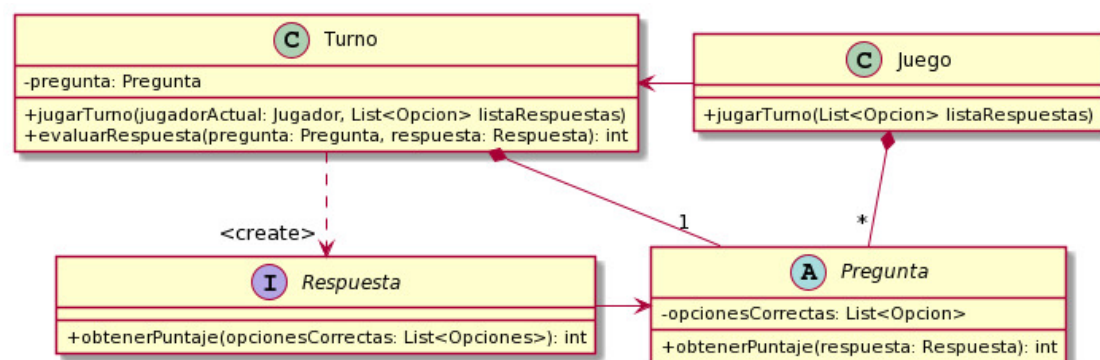 C Turno
-pregunta: Pregunta
+jugarTurno(jugadorActual: Jugador, List<Opcion> listaRespuestas)
+evaluarRespuesta(pregunta: Pregunta, respuesta: Respuesta): int
C Juego
+jugarTurno(List<Opcion> listaRespuestas)
<create>
1
*
I Respuesta
+obtenerPuntaje(opcionesCorrectas: List<Opciones>): int
A Pregunta
-opcionesCorrectas: List<Opcion>
+obtenerPuntaje(respuesta: Respuesta): int